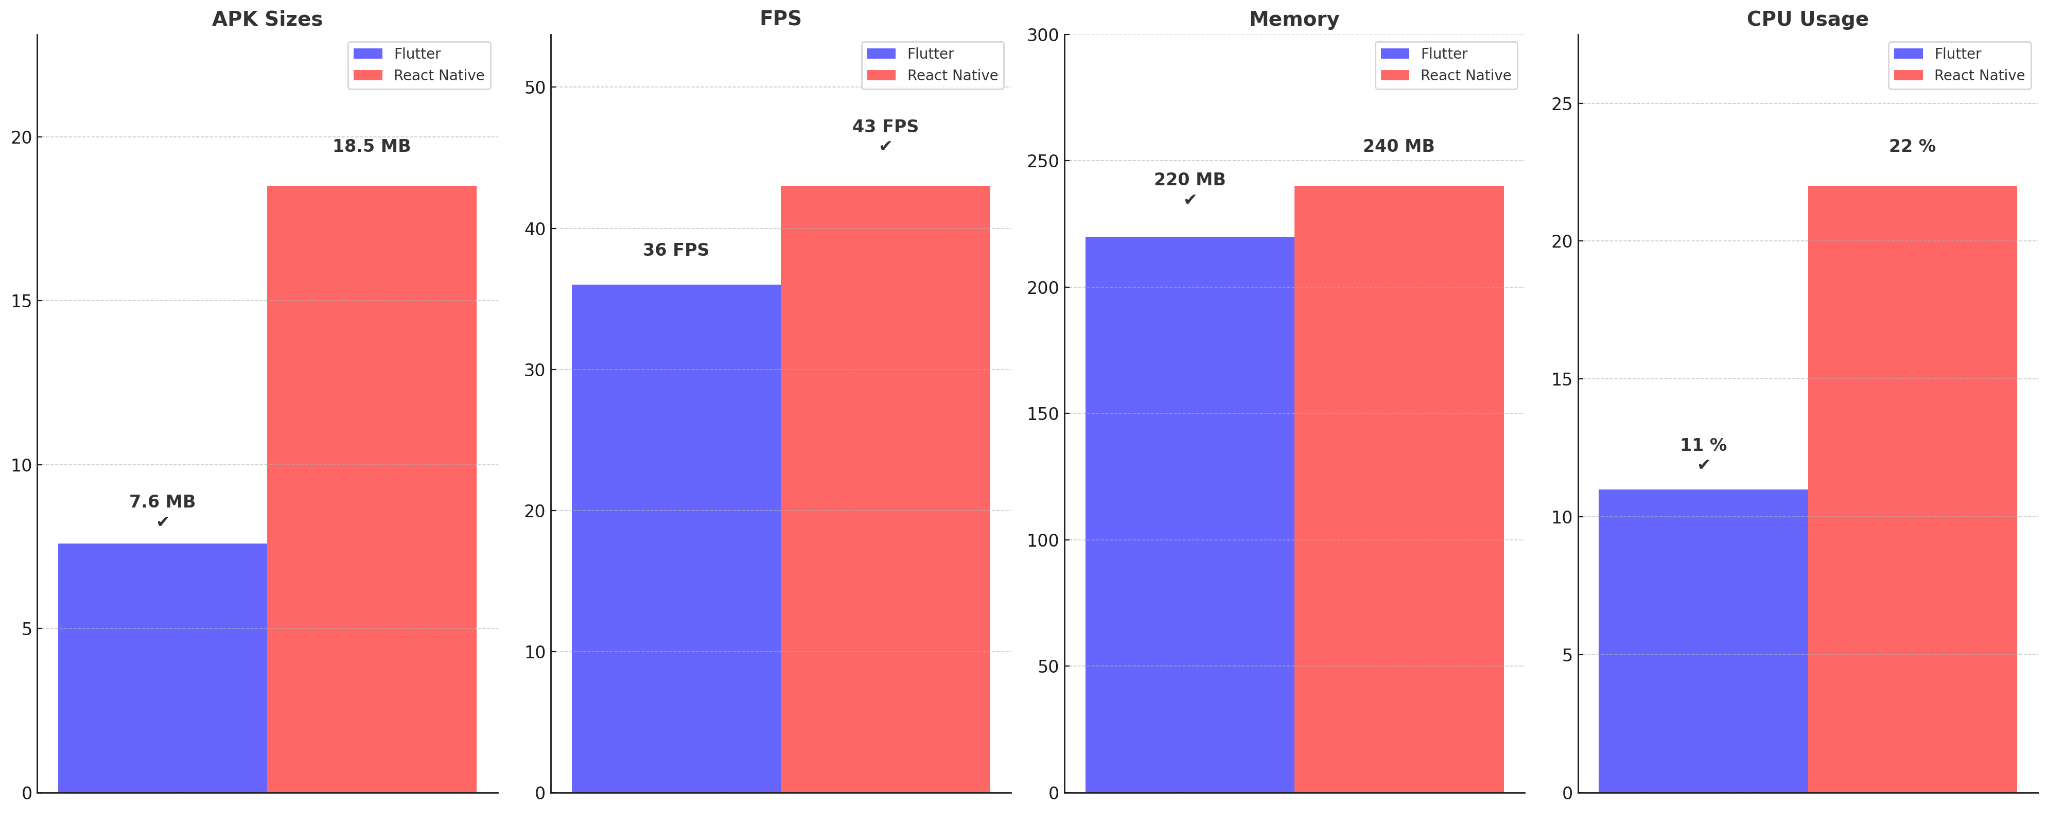 APK Sizes
Flutter
React Native
20
15
10
5
0
18.5 MB
7.6 MB
✔
FPS
Flutter
React Native
50
40
30
20
10
0
43 FPS
✔
36 FPS
Memory
Flutter
React Native
300
250
200
150
100
50
0
240 MB
220 MB
✔
CPU Usage
Flutter
React Native
25
20
15
10
5
0
22 %
11 %
✔